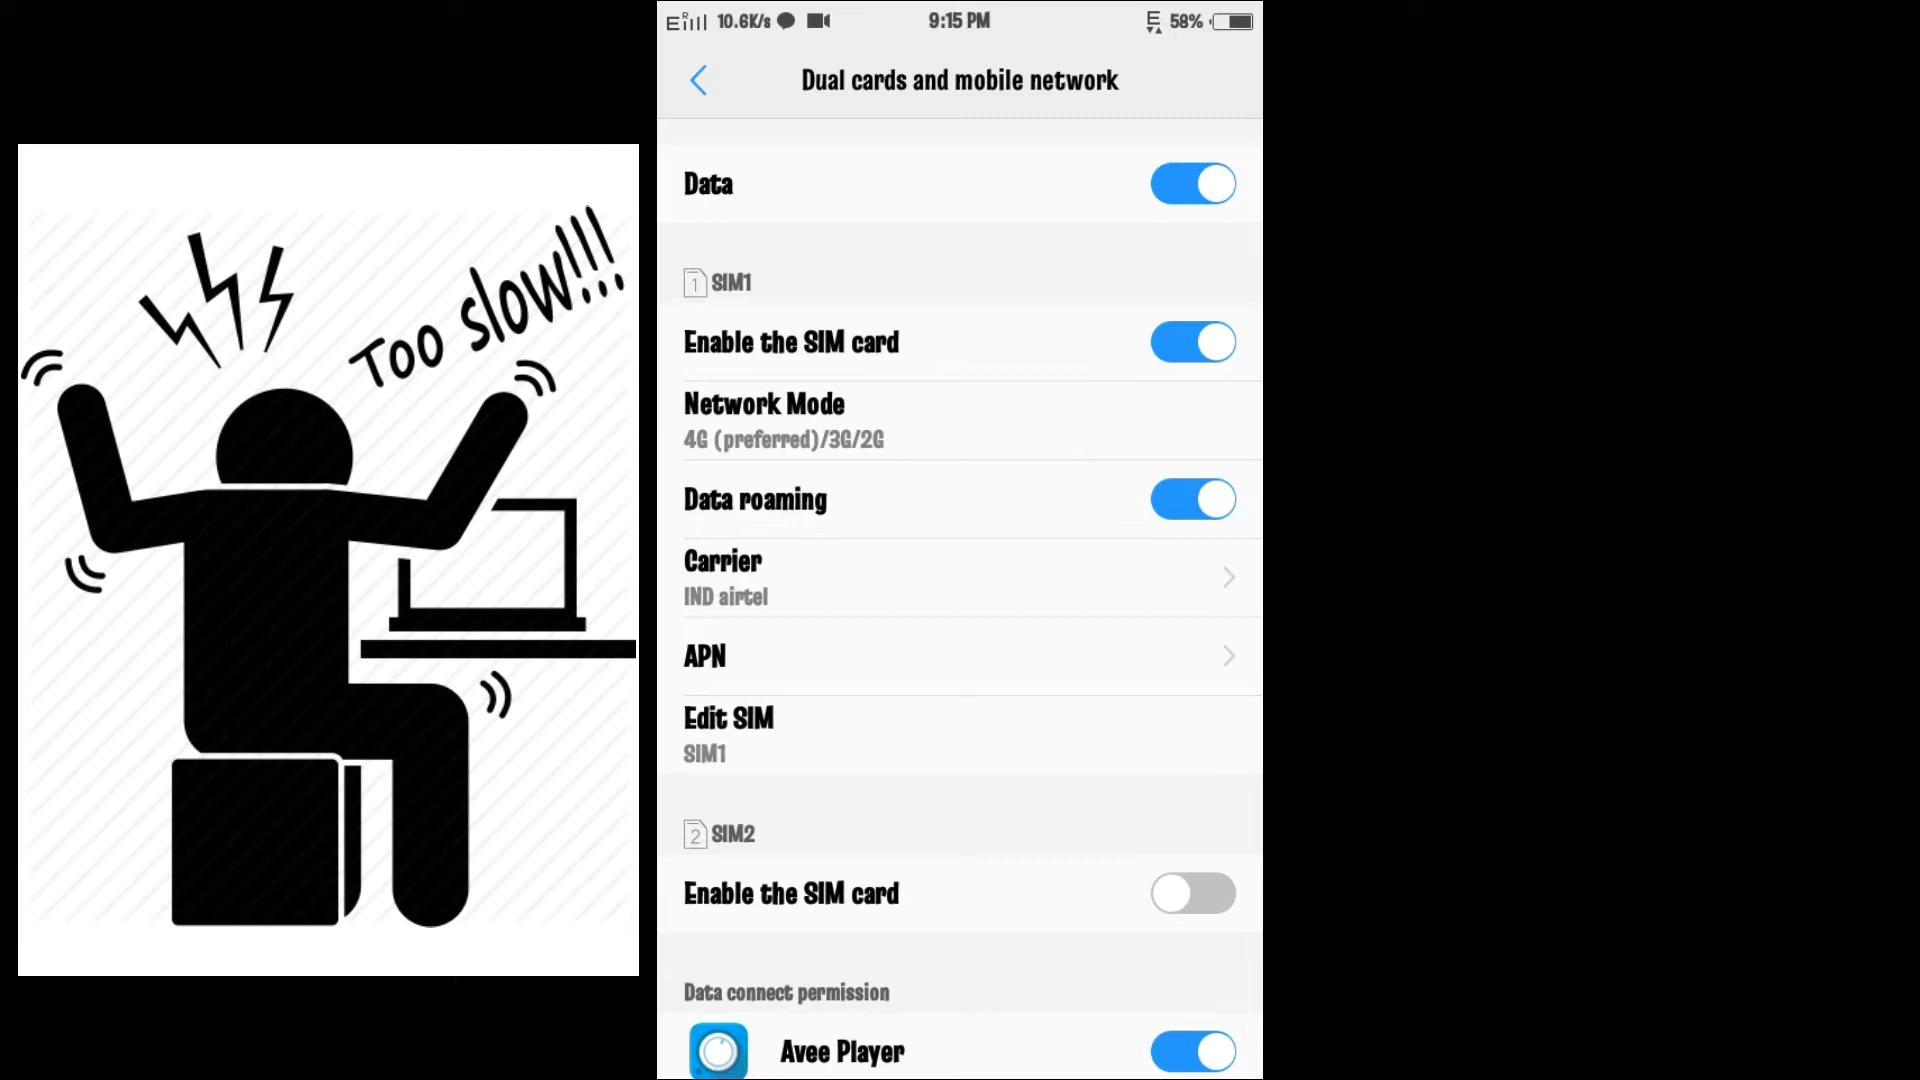 Too slow!!!
E R 10.6K/s 9:15 PM E 58%
Dual cards and mobile network
Data
1 SIM1
Enable the SIM card
Network Mode
4G (preferred)/3G/2G
Data roaming
Carrier
IND airtel
APN
Edit SIM
SIM1
2 SIM2
Enable the SIM card
Data connect permission
Avee Player